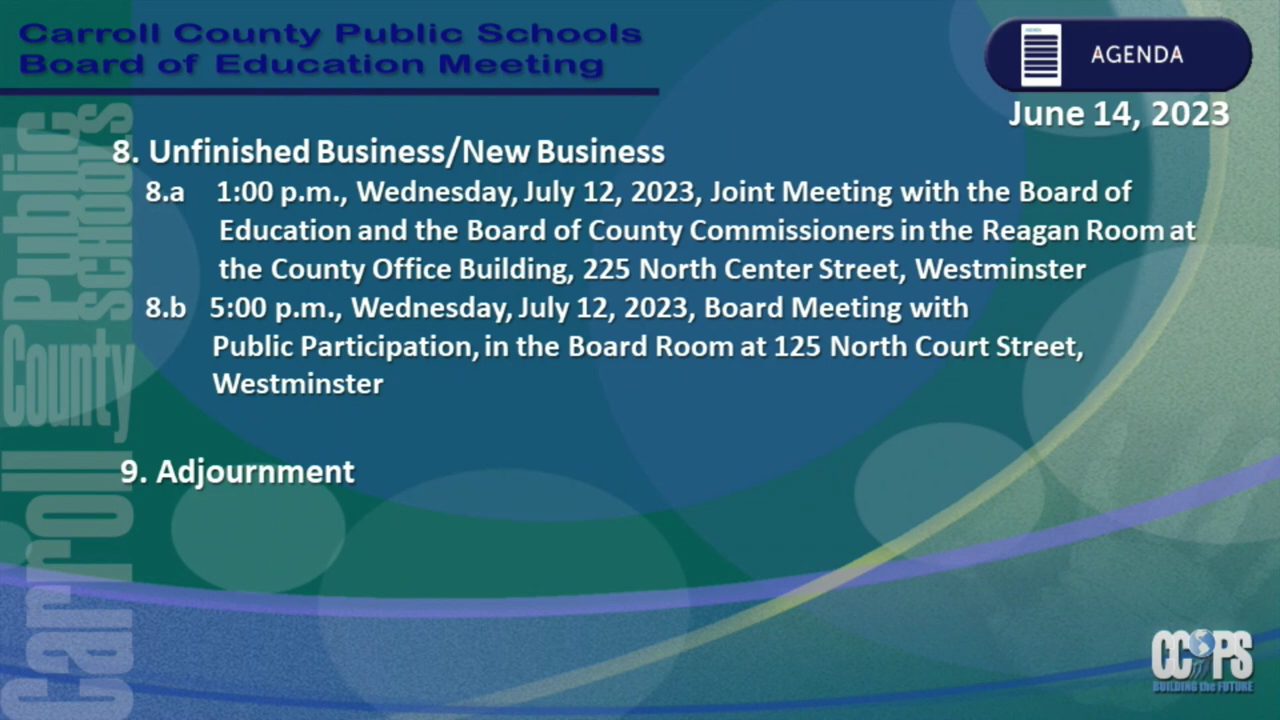 Carroll County Public Schools
Board of Education Meeting
AGENDA
June 14, 2023
8. Unfinished Business/New Business
8.a 1:00 p.m., Wednesday, July 12, 2023, Joint Meeting with the Board of
Education and the Board of County Commissioners in the Reagan Room at
the County Office Building, 225 North Center Street, Westminster
8.b 5:00 p.m., Wednesday, July 12, 2023, Board Meeting with
Public Participation, in the Board Room at 125 North Court Street,
Westminster
9. Adjournment
Carroll County Public Schools
CCPS
BUILDING the FUTURE